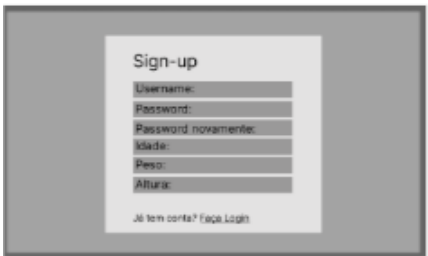 Sign-up
Username:
Password:
Password novamente:
Idade:
Peso:
Altura:
Já tem conta? Faça Login